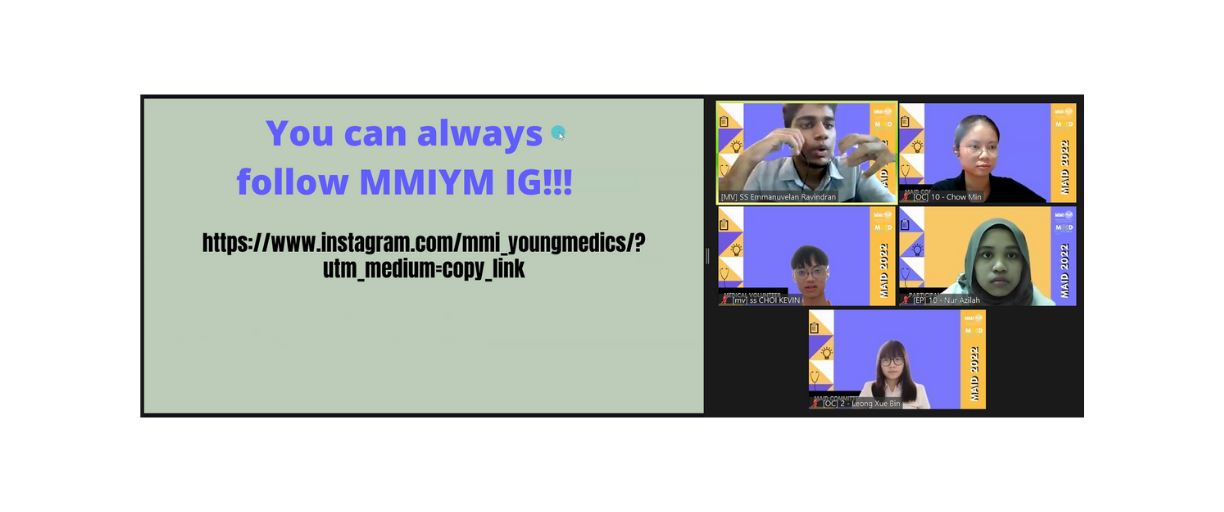 You can always
follow MMIYM IG!!!
https://www.instagram.com/mmi_youngmedics/?
utm_medium=copy_link
MAID 2022
[MV] SS Emmanuvelan Ravindran
MAID 2022
[OC] 10 - Chow Min
MAID 2022
[mv] ss CHOI KEVIN
MAID 2022
[EP] 10 - Nur Azilah
MAID 2022
[OC] 2 - Leong Xue Bin